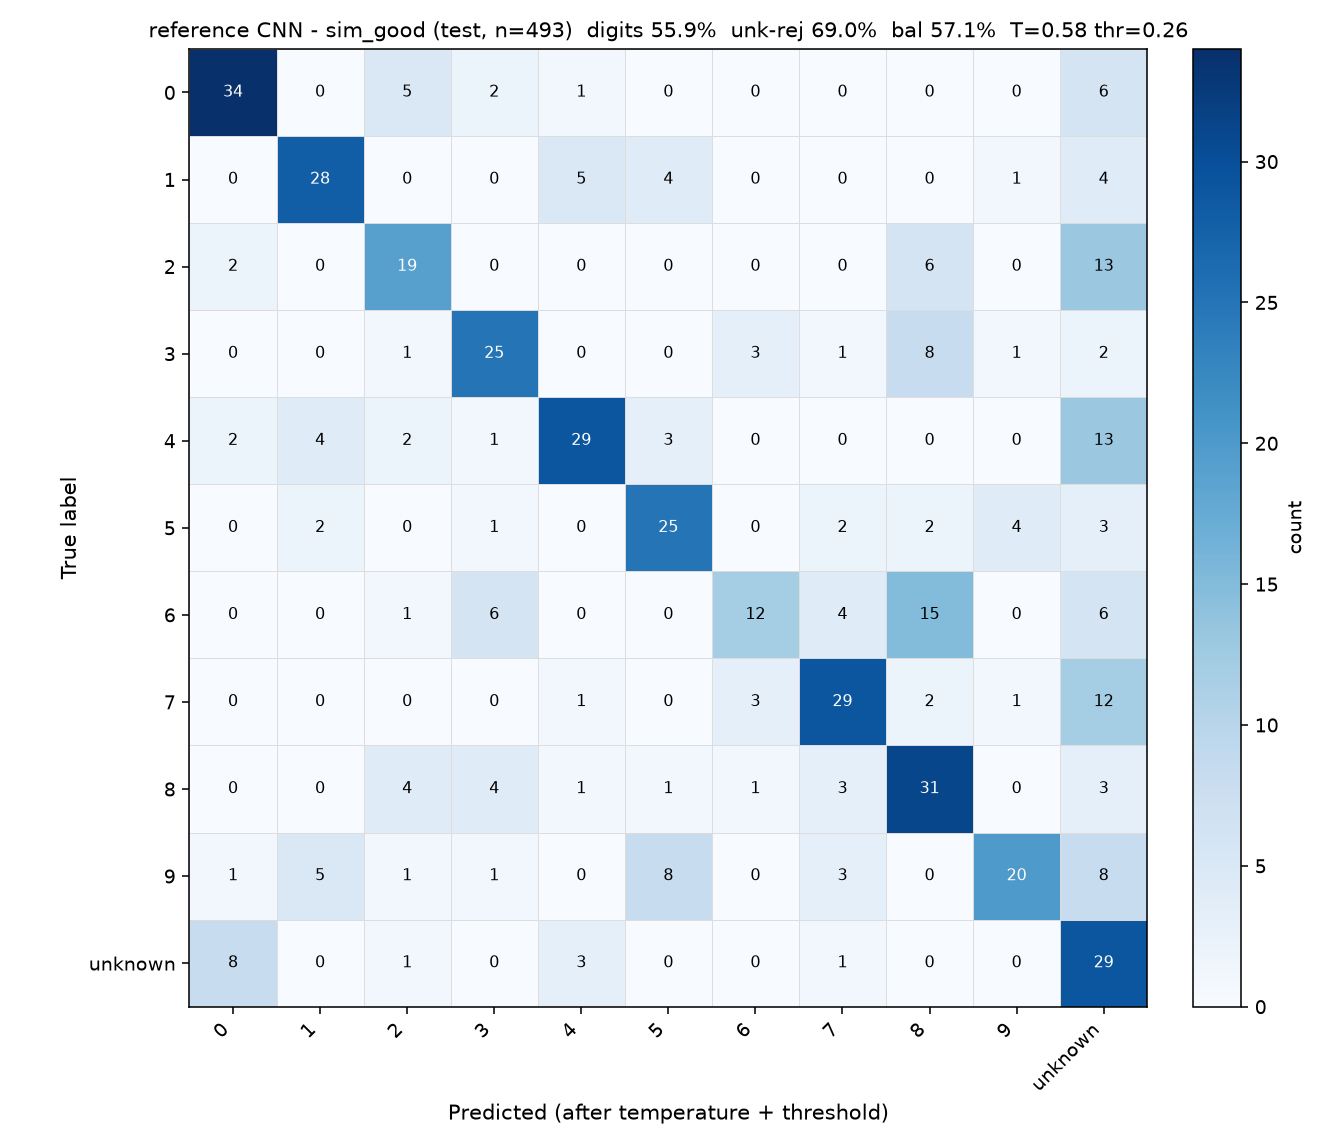 reference CNN - sim_good (test, n=493)  digits 55.9%  unk-rej 69.0%  bal 57.1%  T=0.58 thr=0.26
0 34 0 5 2 1 0 0 0 0 0 6
1 0 28 0 0 5 4 0 0 0 1 4
2 2 0 19 0 0 0 0 0 6 0 13
3 0 0 1 25 0 0 3 1 8 1 2
4 2 4 2 1 29 3 0 0 0 0 13
5 0 2 0 1 0 25 0 2 2 4 3
6 0 0 1 6 0 0 12 4 15 0 6
7 0 0 0 0 1 0 3 29 2 1 12
8 0 0 4 4 1 1 1 3 31 0 3
9 1 5 1 1 0 8 0 3 0 20 8
unknown 8 0 1 0 3 0 0 1 0 0 29
0 1 2 3 4 5 6 7 8 9 unknown
Predicted (after temperature + threshold)
True label
30
25
20
15
10
5
0
count